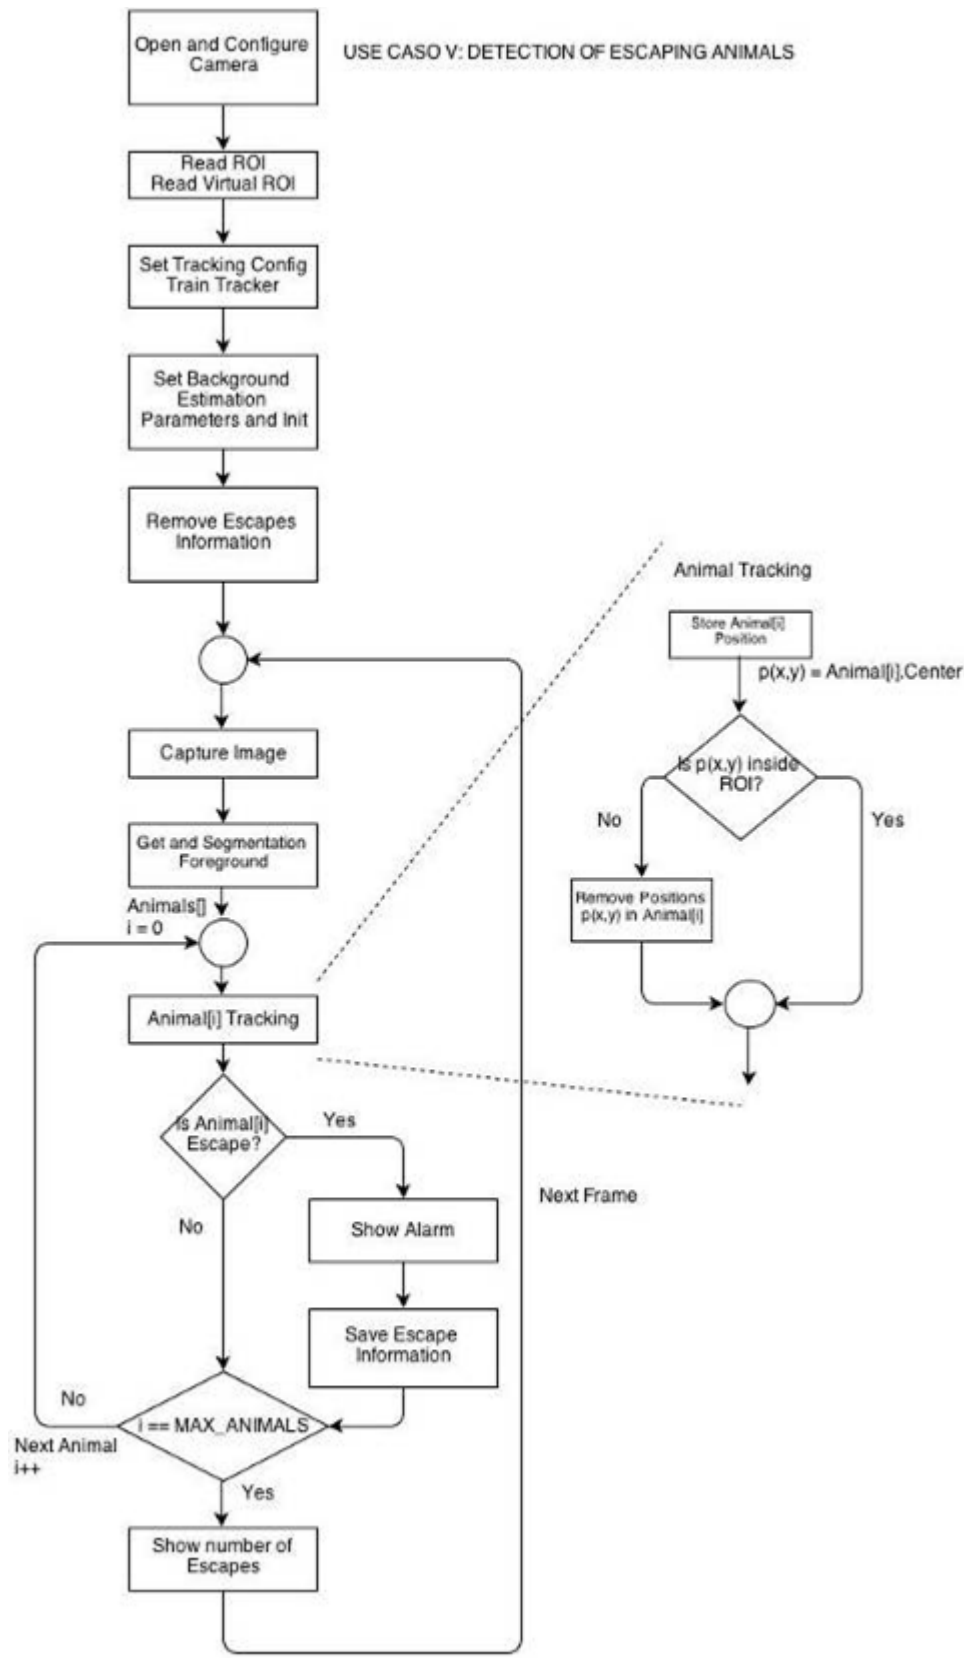 Open and Configure
Camera
USE CASO V: DETECTION OF ESCAPING ANIMALS
Read ROI
Read Virtual ROI
Set Tracking Config
Train Tracker
Set Background
Estimation
Parameters and Init
Remove Escapes
Information
Capture Image
Get and Segmentation
Foreground
Animals[]
i = 0
Animal[i] Tracking
Is Animal[i]
Escape?
Yes
No
Show Alarm
Save Escape
Information
i == MAX_ANIMALS
No
Next Animal
i++
Yes
Show number of
Escapes
Next Frame
Animal Tracking
Store Animal[i]
Position
p(x,y) = Animal[i].Center
Is p(x,y) inside
ROI?
No
Yes
Remove Positions
p(x,y) in Animal[i]